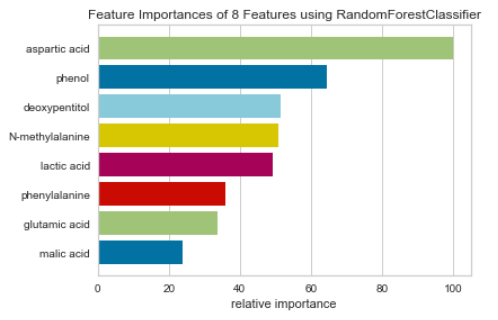 Feature Importances of 8 Features using RandomForestClassifier
aspartic acid
phenol
deoxypentitol
N-methylalanine
lactic acid
phenylalanine
glutamic acid
malic acid
0 20 40 60 80 100
relative importance